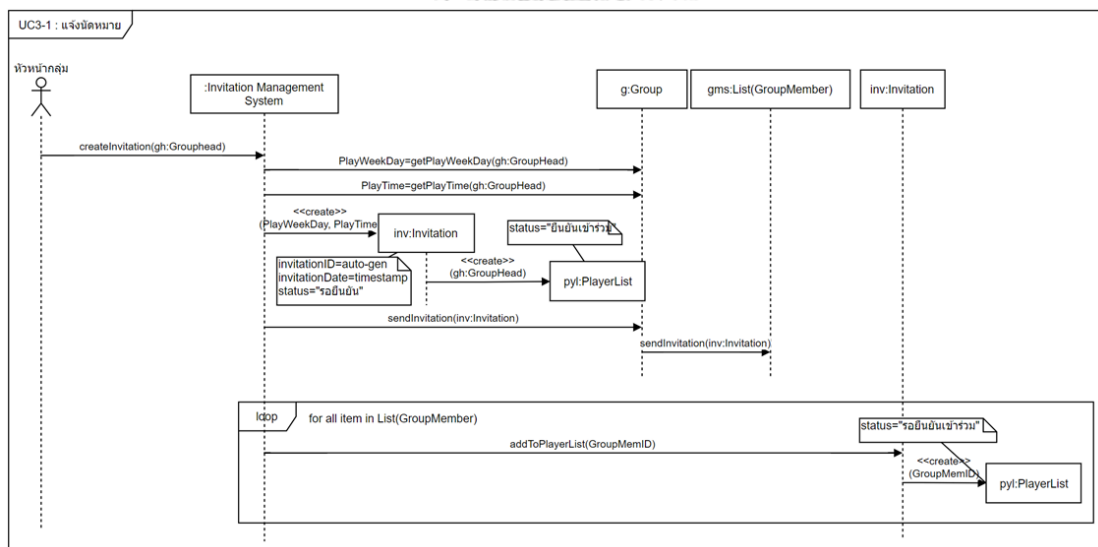 UC3-1 : แจ้งนัดหมาย
หัวหน้ากลุ่ม
:Invitation Management
System
g:Group
gms:List(GroupMember)
inv:Invitation
createInvitation(gh:Grouphead)
PlayWeekDay=getPlayWeekDay(gh:GroupHead)
PlayTime=getPlayTime(gh:GroupHead)
<<create>>
(PlayWeekDay, PlayTime
inv:Invitation
status="ยืนยันเข้าร่วม"
invitationID=auto-gen
invitationDate=timestamp
status="รอยืนยัน"
<<create>>
(gh:GroupHead)
pyl:PlayerList
sendInvitation(inv:Invitation)
sendInvitation(inv:Invitation)
loop
for all item in List(GroupMember)
status="รอยืนยันเข้าร่วม"
addToPlayerList(GroupMemID)
<<create>>
(GroupMemID)
pyl:PlayerList